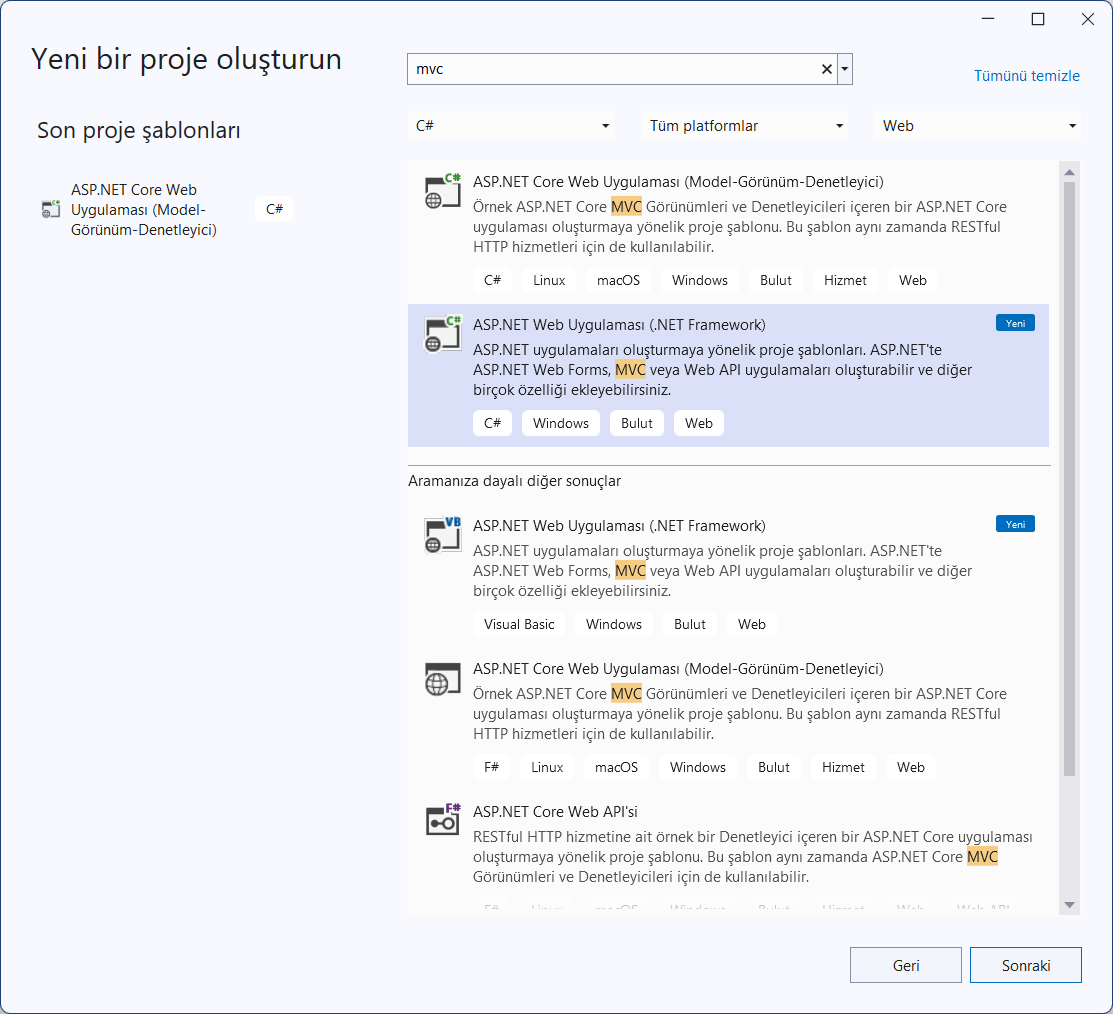 Yeni bir proje oluşturun
mvc
Tümünü temizle
Son proje şablonları
C#
Tüm platformlar
Web
ASP.NET Core Web
Uygulaması (Model-
Görünüm-Denetleyici)
C#
C#
ASP.NET Core Web Uygulaması (Model-Görünüm-Denetleyici)
Örnek ASP.NET Core MVC Görünümleri ve Denetleyicileri içeren bir ASP.NET Core
uygulaması oluşturmaya yönelik proje şablonu. Bu şablon aynı zamanda RESTful
HTTP hizmetleri için de kullanılabilir.
C# Linux macOS Windows Bulut Hizmet Web
C#
ASP.NET Web Uygulaması (.NET Framework)
Yeni
ASP.NET uygulamaları oluşturmaya yönelik proje şablonları. ASP.NET'te
ASP.NET Web Forms, MVC veya Web API uygulamaları oluşturabilir ve diğer
birçok özelliği ekleyebilirsiniz.
C# Windows Bulut Web
Aramanıza dayalı diğer sonuçlar
VB
ASP.NET Web Uygulaması (.NET Framework)
Yeni
ASP.NET uygulamaları oluşturmaya yönelik proje şablonları. ASP.NET'te
ASP.NET Web Forms, MVC veya Web API uygulamaları oluşturabilir ve diğer
birçok özelliği ekleyebilirsiniz.
Visual Basic Windows Bulut Web
ASP.NET Core Web Uygulaması (Model-Görünüm-Denetleyici)
Örnek ASP.NET Core MVC Görünümleri ve Denetleyicileri içeren bir ASP.NET Core
uygulaması oluşturmaya yönelik proje şablonu. Bu şablon aynı zamanda RESTful
HTTP hizmetleri için de kullanılabilir.
F# Linux macOS Windows Bulut Hizmet Web
F#
ASP.NET Core Web API'si
RESTful HTTP hizmetine ait örnek bir Denetleyici içeren bir ASP.NET Core uygulaması
oluşturmaya yönelik proje şablonu. Bu şablon aynı zamanda ASP.NET Core MVC
Görünümleri ve Denetleyicileri için de kullanılabilir.
F# Linux macOS Windows Bulut Hizmet Web Web API
Geri
Sonraki